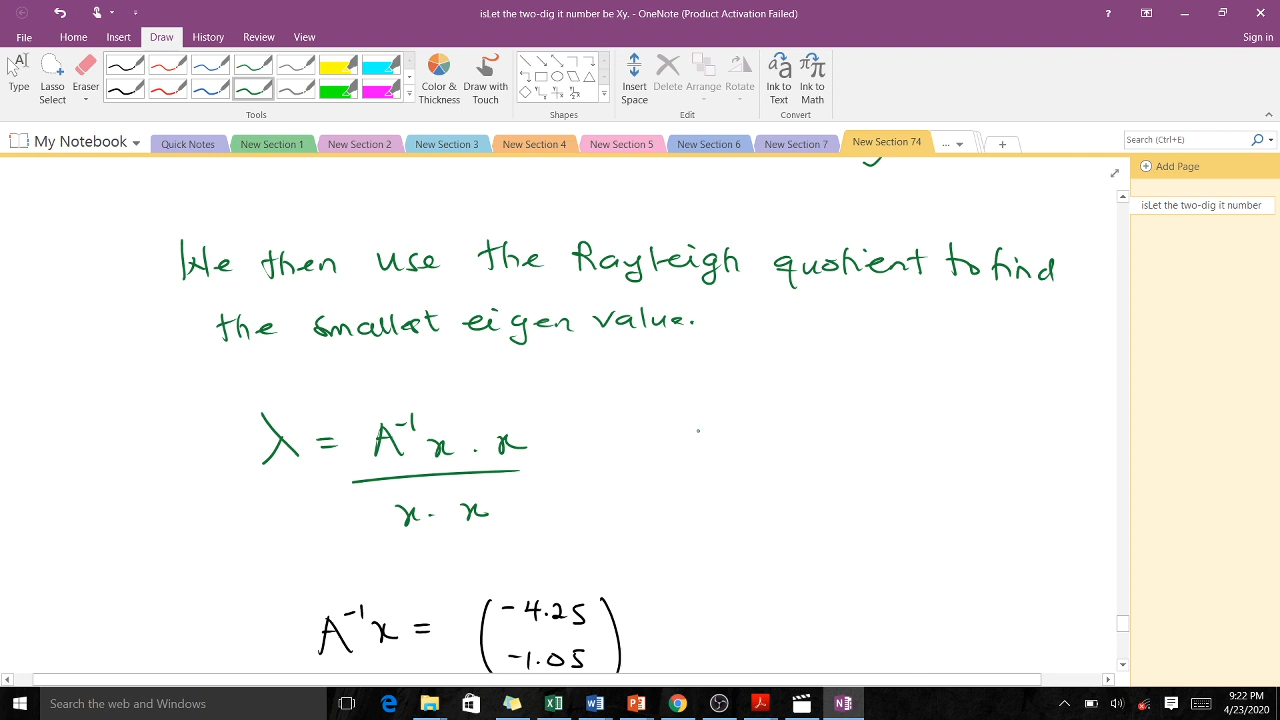 isLet the two-dig it number be Xy. - OneNote (Product Activation Failed)
File Home Insert Draw History Review View
Sign in
Type Lasso Select Eraser Color & Thickness Draw with Touch Insert Space Delete Arrange Rotate Ink to Text Ink to Math
Tools Shapes Edit Convert
My Notebook Quick Notes New Section 1 New Section 2 New Section 3 New Section 4 New Section 5 New Section 6 New Section 7 New Section 74 ... Search (Ctrl+E)
Add Page
isLet the two-dig it number
We then use the Rayleigh quotient to find
the smallest eigen value.
λ = A⁻¹x . x
x . x
A⁻¹x = ( -4.25
-1.05 )
Search the web and Windows
9:22 PM
4/23/2020